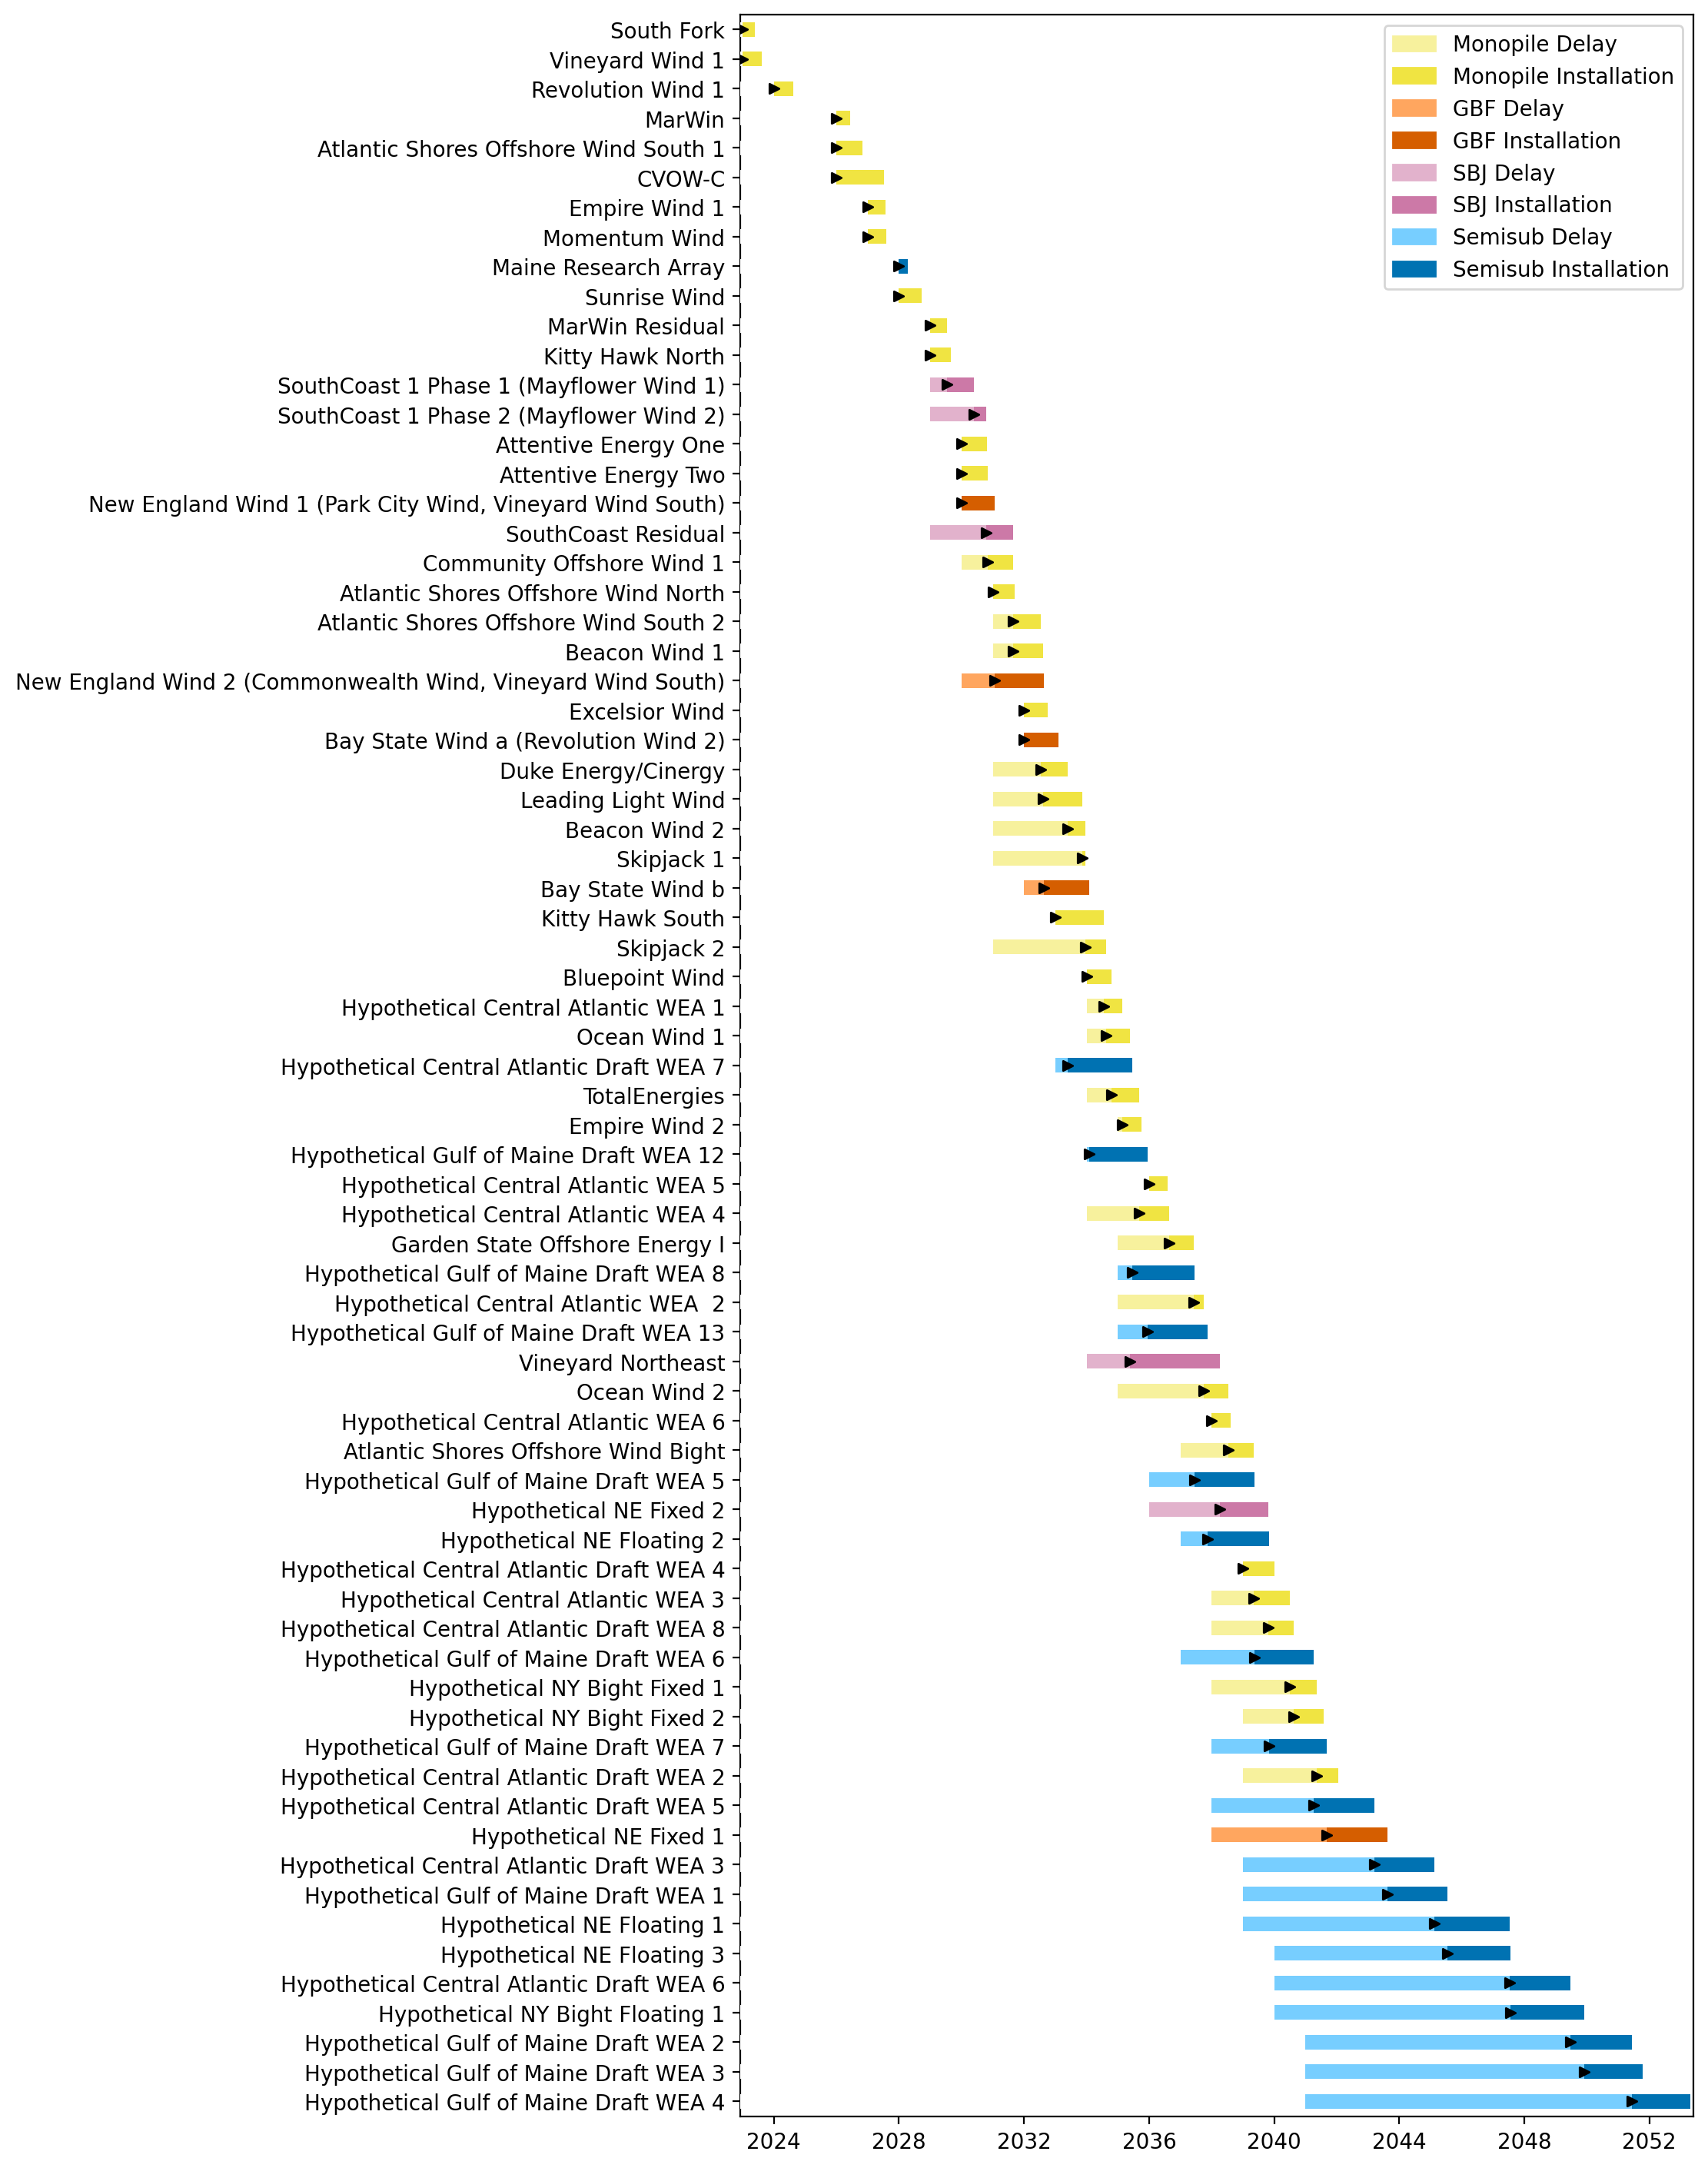 South Fork
Vineyard Wind 1
Revolution Wind 1
MarWin
Atlantic Shores Offshore Wind South 1
CVOW-C
Empire Wind 1
Momentum Wind
Maine Research Array
Sunrise Wind
MarWin Residual
Kitty Hawk North
SouthCoast 1 Phase 1 (Mayflower Wind 1)
SouthCoast 1 Phase 2 (Mayflower Wind 2)
Attentive Energy One
Attentive Energy Two
New England Wind 1 (Park City Wind, Vineyard Wind South)
SouthCoast Residual
Community Offshore Wind 1
Atlantic Shores Offshore Wind North
Atlantic Shores Offshore Wind South 2
Beacon Wind 1
New England Wind 2 (Commonwealth Wind, Vineyard Wind South)
Excelsior Wind
Bay State Wind a (Revolution Wind 2)
Duke Energy/Cinergy
Leading Light Wind
Beacon Wind 2
Skipjack 1
Bay State Wind b
Kitty Hawk South
Skipjack 2
Bluepoint Wind
Hypothetical Central Atlantic WEA 1
Ocean Wind 1
Hypothetical Central Atlantic Draft WEA 7
TotalEnergies
Empire Wind 2
Hypothetical Gulf of Maine Draft WEA 12
Hypothetical Central Atlantic WEA 5
Hypothetical Central Atlantic WEA 4
Garden State Offshore Energy I
Hypothetical Gulf of Maine Draft WEA 8
Hypothetical Central Atlantic WEA  2
Hypothetical Gulf of Maine Draft WEA 13
Vineyard Northeast
Ocean Wind 2
Hypothetical Central Atlantic WEA 6
Atlantic Shores Offshore Wind Bight
Hypothetical Gulf of Maine Draft WEA 5
Hypothetical NE Fixed 2
Hypothetical NE Floating 2
Hypothetical Central Atlantic Draft WEA 4
Hypothetical Central Atlantic WEA 3
Hypothetical Central Atlantic Draft WEA 8
Hypothetical Gulf of Maine Draft WEA 6
Hypothetical NY Bight Fixed 1
Hypothetical NY Bight Fixed 2
Hypothetical Gulf of Maine Draft WEA 7
Hypothetical Central Atlantic Draft WEA 2
Hypothetical Central Atlantic Draft WEA 5
Hypothetical NE Fixed 1
Hypothetical Central Atlantic Draft WEA 3
Hypothetical Gulf of Maine Draft WEA 1
Hypothetical NE Floating 1
Hypothetical NE Floating 3
Hypothetical Central Atlantic Draft WEA 6
Hypothetical NY Bight Floating 1
Hypothetical Gulf of Maine Draft WEA 2
Hypothetical Gulf of Maine Draft WEA 3
Hypothetical Gulf of Maine Draft WEA 4
Monopile Delay
Monopile Installation
GBF Delay
GBF Installation
SBJ Delay
SBJ Installation
Semisub Delay
Semisub Installation
2024 2028 2032 2036 2040 2044 2048 2052